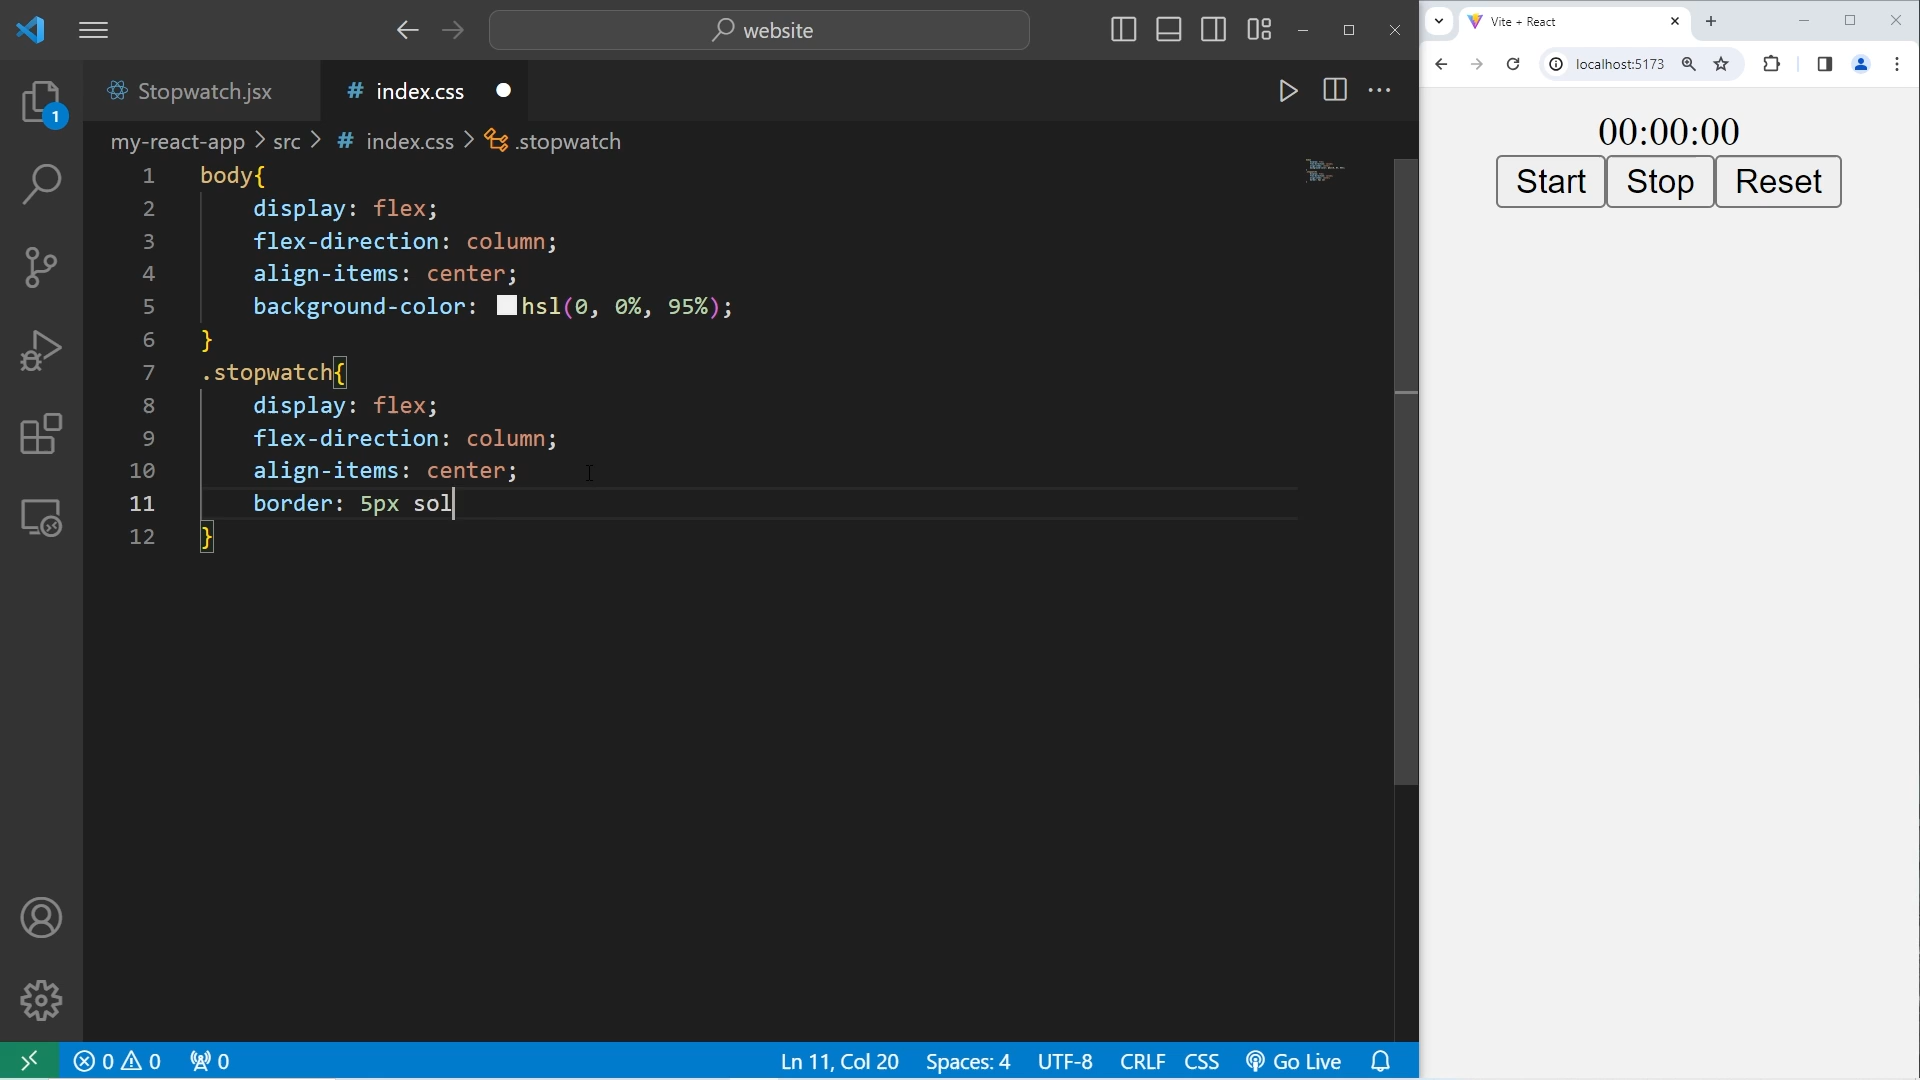 website
Stopwatch.jsx
# index.css
my-react-app > src > # index.css > .stopwatch
1 body{
2 display: flex;
3 flex-direction: column;
4 align-items: center;
5 background-color: hsl(0, 0%, 95%);
6 }
7 .stopwatch{
8 display: flex;
9 flex-direction: column;
10 align-items: center;
11 border: 5px sol
12 }
1
0 0 0
Ln 11, Col 20 Spaces: 4 UTF-8 CRLF CSS Go Live
Vite + React
localhost:5173
00:00:00
Start Stop Reset